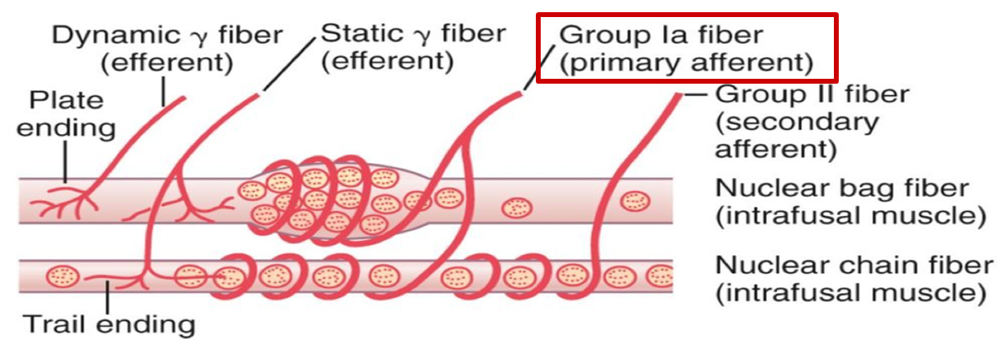 Dynamic γ fiber
(efferent)
Static γ fiber
(efferent)
Group Ia fiber
(primary afferent)
Plate
ending
Group II fiber
(secondary
afferent)
Nuclear bag fiber
(intrafusal muscle)
Nuclear chain fiber
(intrafusal muscle)
Trail ending